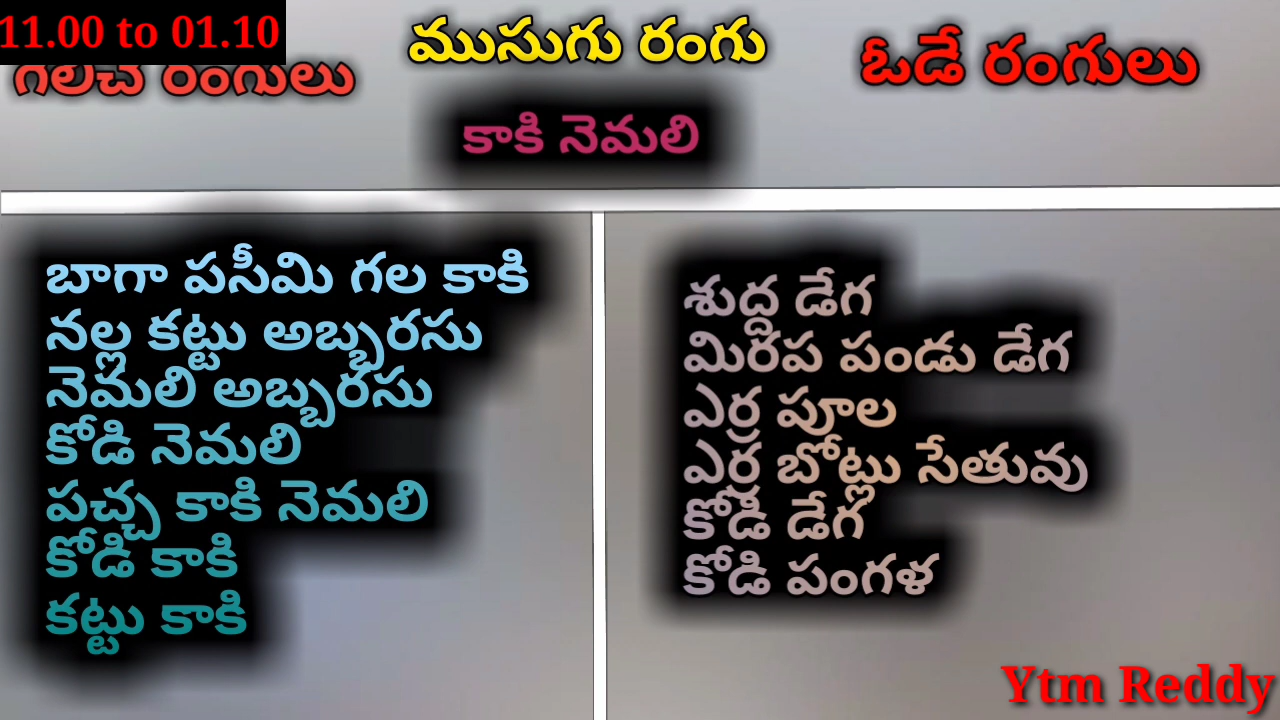 11.00 to 01.10
గెలిచే రంగులు
ముసుగు రంగు
ఓడే రంగులు
కాకి నెమలి
బాగా పసిమి గల కాకి
నల్ల కట్టు అబ్బరసు
నెమలి అబ్బరసు
కోడి నెమలి
పచ్చ కాకి నెమలి
కోడి కాకి
కట్టు కాకి
శుద్ధ డేగ
మిరప పండు డేగ
ఎర్ర పూల
ఎర్ర బోట్లు సేతువు
కోడి డేగ
కోడి పంగళ
Ytm Reddy